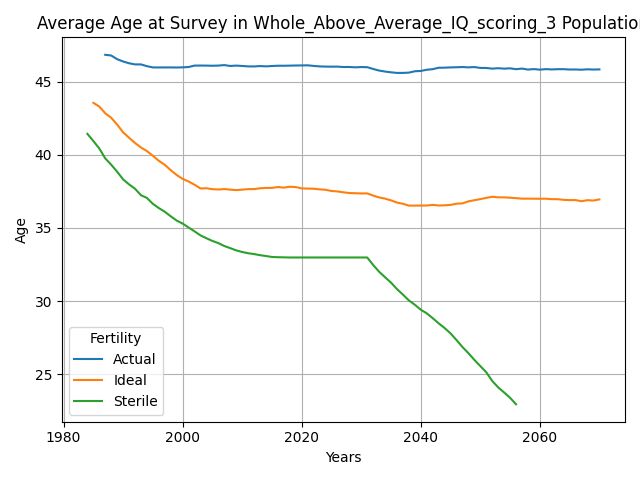 Average Age at Survey in Whole_Above_Average_IQ_scoring_3 Population
45
40
35
30
25
Age
Fertility
Actual
Ideal
Sterile
1980
2000
2020
2040
2060
Years